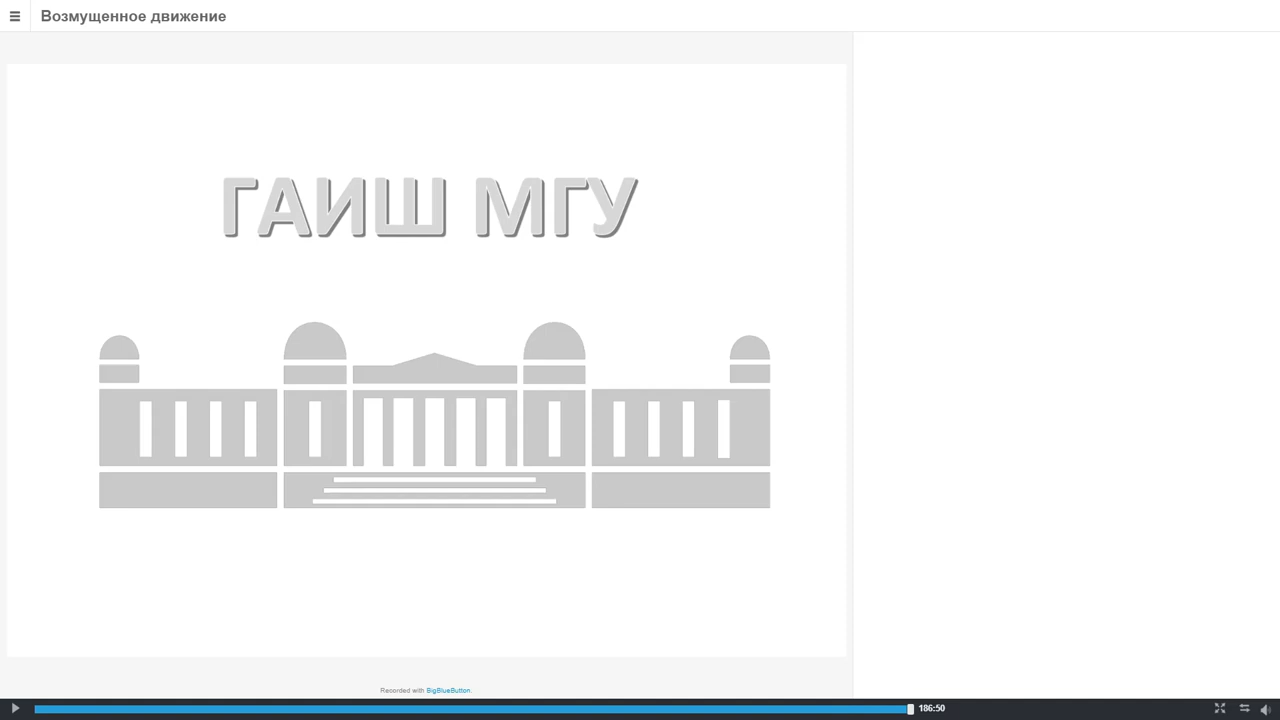 Возмущенное движение
ГАИШ МГУ
Recorded with BigBlueButton.
186:50